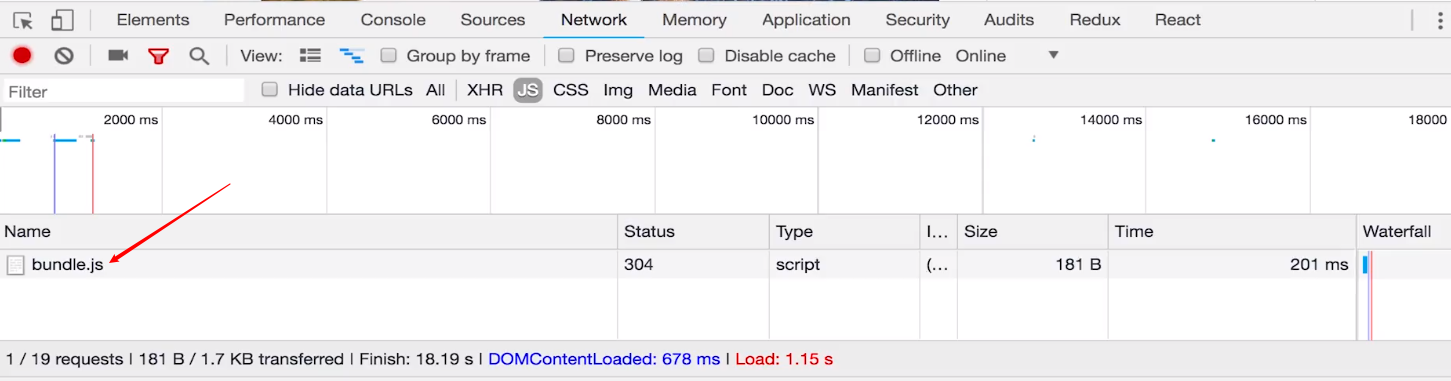 Elements Performance Console Sources Network Memory Application Security Audits Redux React
View: Group by frame Preserve log Disable cache Offline Online
Filter Hide data URLs All XHR JS CSS Img Media Font Doc WS Manifest Other
2000 ms 4000 ms 6000 ms 8000 ms 10000 ms 12000 ms 14000 ms 16000 ms 18000
Name Status Type I... Size Time Waterfall
bundle.js 304 script (... 181 B 201 ms
1 / 19 requests | 181 B / 1.7 KB transferred | Finish: 18.19 s | DOMContentLoaded: 678 ms | Load: 1.15 s